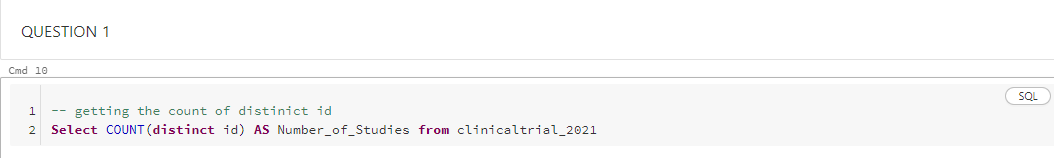 QUESTION 1
Cmd 10
SQL
1 -- getting the count of distinict id
2 Select COUNT(distinct id) AS Number_of_Studies from clinicaltrial_2021